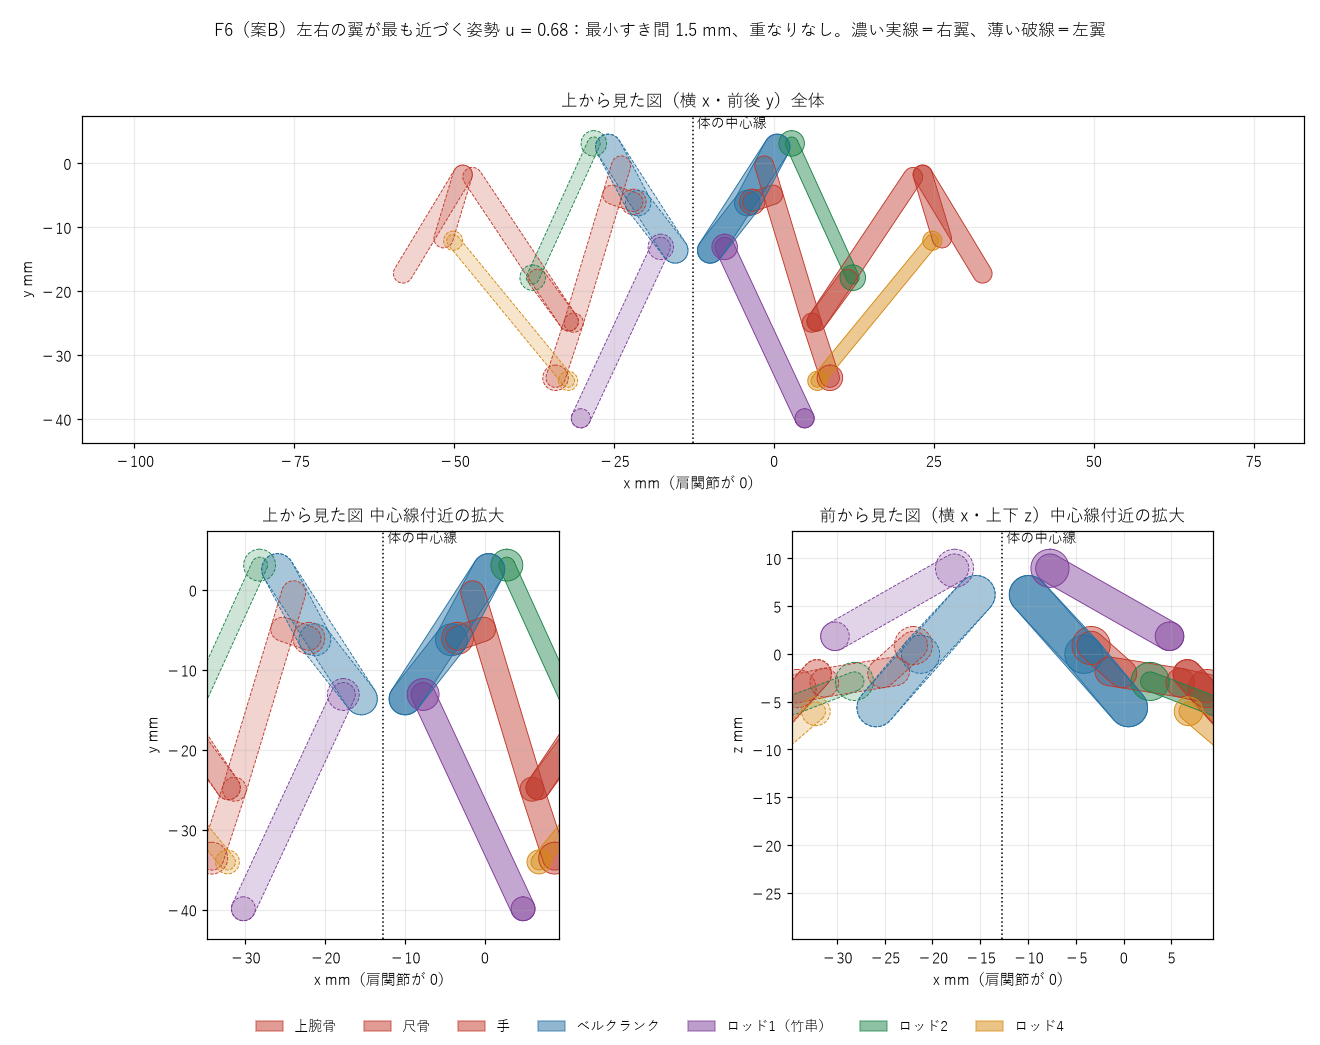 F6（案B）左右の翼が最も近づく姿勢 u = 0.68：最小すき間 1.5 mm、重なりなし。濃い実線＝右翼、薄い破線＝左翼
上から見た図（横 x・前後 y）全体
体の中心線
0
−10
−20
−30
−40
y mm
−100
−75
−50
−25
0
25
50
75
x mm（肩関節が 0）
上から見た図 中心線付近の拡大
体の中心線
0
−10
−20
−30
−40
y mm
−30
−20
−10
0
x mm（肩関節が 0）
前から見た図（横 x・上下 z）中心線付近の拡大
体の中心線
10
5
0
−5
−10
−15
−20
−25
z mm
−30
−25
−20
−15
−10
−5
0
5
x mm（肩関節が 0）
上腕骨
尺骨
手
ベルクランク
ロッド1（竹串）
ロッド2
ロッド4